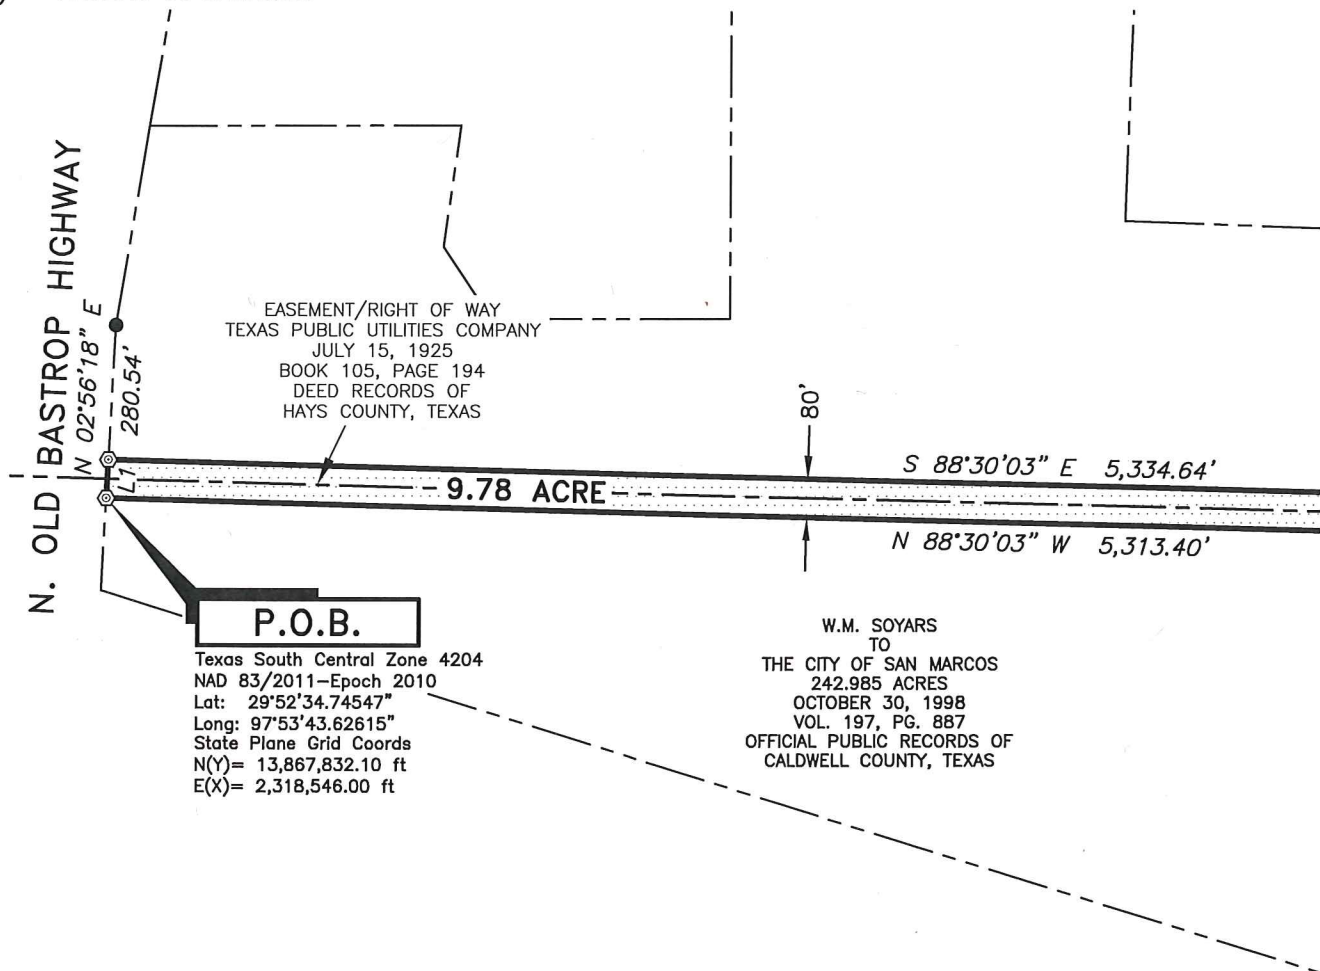 N. OLD BASTROP HIGHWAY
N 02°56'18" E
280.54'
EASEMENT/RIGHT OF WAY
TEXAS PUBLIC UTILITIES COMPANY
JULY 15, 1925
BOOK 105, PAGE 194
DEED RECORDS OF
HAYS COUNTY, TEXAS
80'
L1
9.78 ACRE
S 88°30'03" E 5,334.64'
N 88°30'03" W 5,313.40'
P.O.B.
Texas South Central Zone 4204
NAD 83/2011-Epoch 2010
Lat: 29°52'34.74547"
Long: 97°53'43.62615"
State Plane Grid Coords
N(Y)= 13,867,832.10 ft
E(X)= 2,318,546.00 ft
W.M. SOYARS
TO
THE CITY OF SAN MARCOS
242.985 ACRES
OCTOBER 30, 1998
VOL. 197, PG. 887
OFFICIAL PUBLIC RECORDS OF
CALDWELL COUNTY, TEXAS